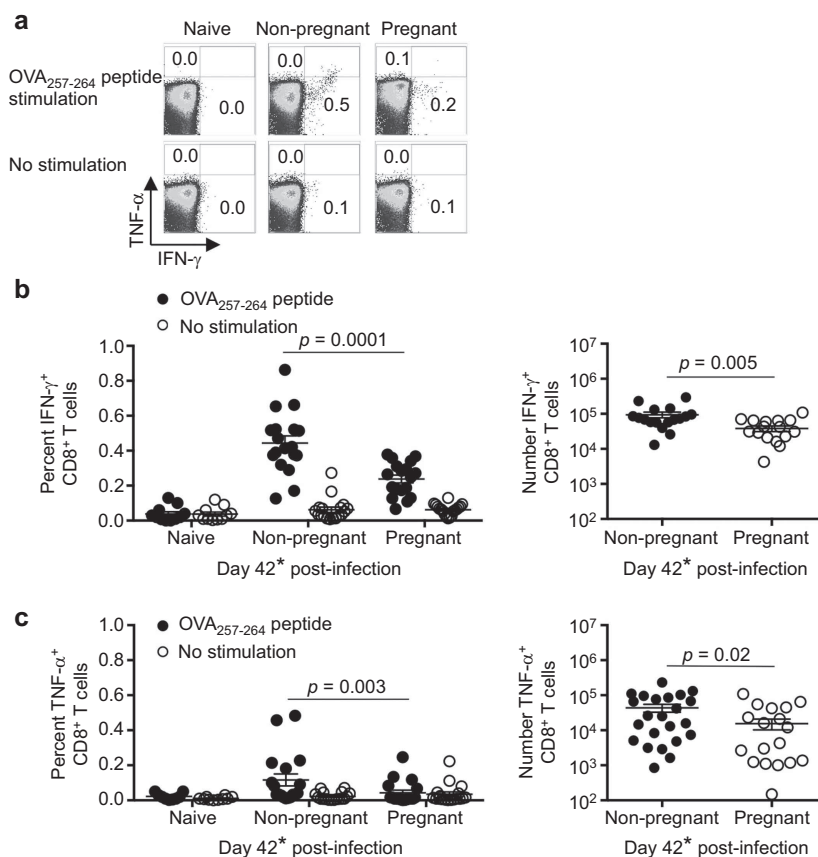 a
Naive Non-pregnant Pregnant
OVA257-264 peptide
stimulation
0.0 0.0 0.1
0.0 0.5 0.2
No stimulation
0.0 0.0 0.0
0.0 0.1 0.1
TNF-α
IFN-γ
b
OVA257-264 peptide
No stimulation
Percent IFN-γ+
CD8+ T cells
1.0
0.8
0.6
0.4
0.2
0.0
p = 0.0001
Naive Non-pregnant Pregnant
Day 42* post-infection
Number IFN-γ+
CD8+ T cells
10^7
10^6
10^5
10^4
10^3
10^2
p = 0.005
Non-pregnant Pregnant
Day 42* post-infection
c
OVA257-264 peptide
No stimulation
Percent TNF-α+
CD8+ T cells
1.0
0.8
0.6
0.4
0.2
0.0
p = 0.003
Naive Non-pregnant Pregnant
Day 42* post-infection
Number TNF-α+
CD8+ T cells
10^7
10^6
10^5
10^4
10^3
10^2
p = 0.02
Non-pregnant Pregnant
Day 42* post-infection